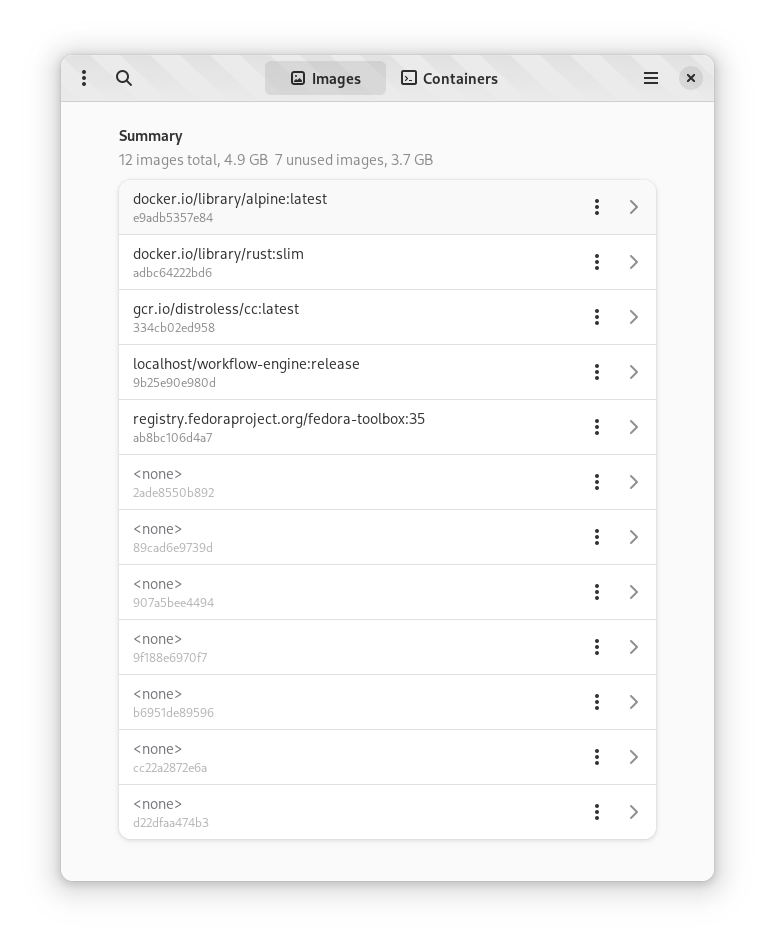 Images
Containers
Summary
12 images total, 4.9 GB  7 unused images, 3.7 GB
docker.io/library/alpine:latest
e9adb5357e84
docker.io/library/rust:slim
adbc64222bd6
gcr.io/distroless/cc:latest
334cb02ed958
localhost/workflow-engine:release
9b25e90e980d
registry.fedoraproject.org/fedora-toolbox:35
ab8bc106d4a7
<none>
2ade8550b892
<none>
89cad6e9739d
<none>
907a5bee4494
<none>
9f188e6970f7
<none>
b6951de89596
<none>
cc22a2872e6a
<none>
d22dfaa474b3